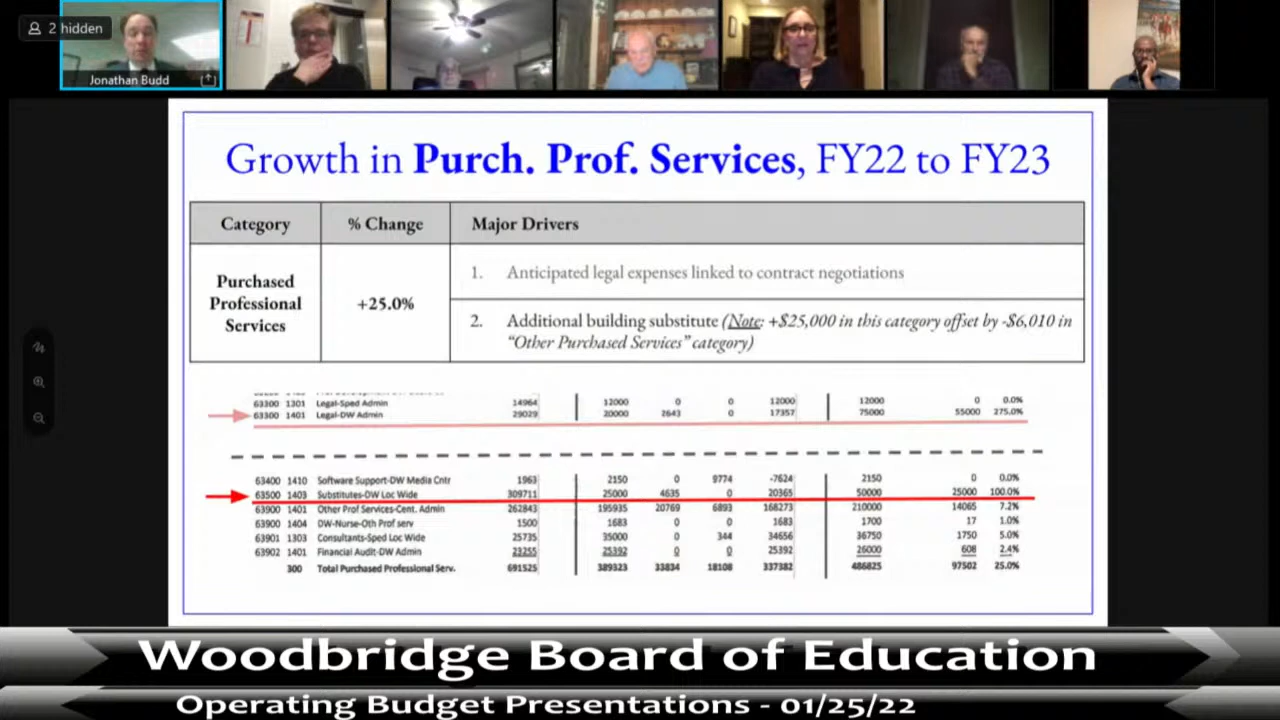 2 hidden
Jonathan Budd
Growth in Purch. Prof. Services, FY22 to FY23
Category % Change Major Drivers
Purchased Professional Services
+25.0%
1. Anticipated legal expenses linked to contract negotiations
2. Additional building substitute (Note: +$25,000 in this category offset by -$6,010 in
"Other Purchased Services" category)
63300 1301 Legal-Sped Admin 14964 12000 0 0 12000 12000 0 0.0%
63300 1401 Legal-DW Admin 29029 20000 2643 0 17357 75000 55000 275.0%
63400 1410 Software Support-DW Media Cntr 1963 2150 0 9774 -7624 2150 0 0.0%
63500 1403 Substitutes-DW Loc Wide 309711 25000 4635 0 20365 50000 25000 100.0%
63900 1401 Other Prof Services-Cent. Admin 262843 195935 20769 6893 168273 210000 14065 7.2%
63900 1404 DW-Nurse-Oth Prof serv 1500 1683 0 0 1683 1700 17 1.0%
63901 1303 Consultants-Sped Loc Wide 25735 35000 0 344 34656 36750 1750 5.0%
63902 1401 Financial Audit-DW Admin 23255 25392 0 0 25392 26000 608 2.4%
300 Total Purchased Professional Serv. 691525 389323 33834 18108 337382 486825 97502 25.0%
Woodbridge Board of Education
Operating Budget Presentations - 01/25/22